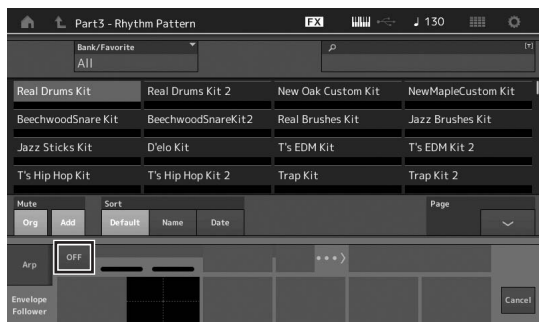 Part3 - Rhythm Pattern FX 130
Bank/Favorite
All
Real Drums Kit Real Drums Kit 2 New Oak Custom Kit NewMapleCustom Kit
BeechwoodSnare Kit BeechwoodSnareKit2 Real Brushes Kit Jazz Brushes Kit
Jazz Sticks Kit D'elo Kit T's EDM Kit T's EDM Kit 2
T's Hip Hop Kit T's Hip Hop Kit 2 Trap Kit Trap Kit 2
Mute Sort Page
Org Add Default Name Date
Arp OFF
Envelope
Follower Cancel